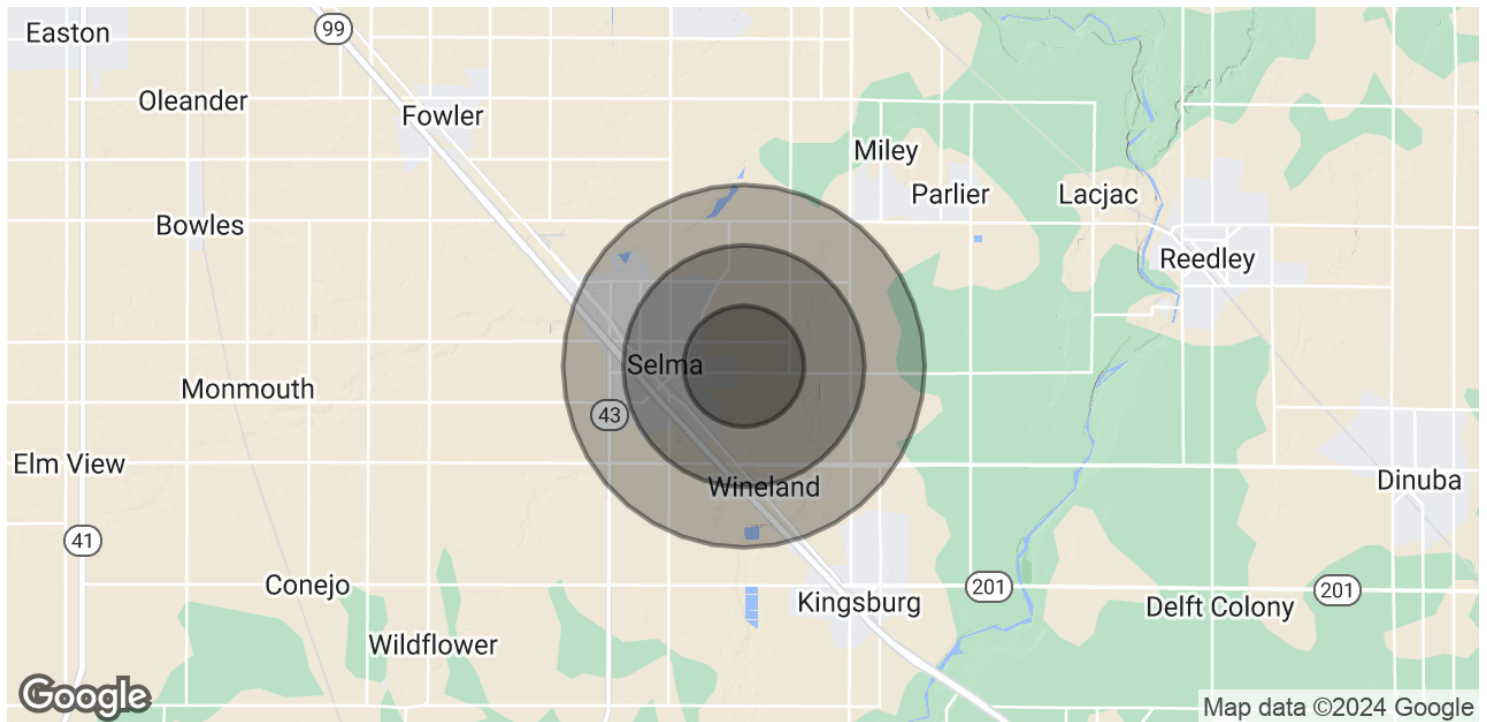 Easton
99
Oleander
Fowler
Miley
Parlier
Lacjac
Bowles
Reedley
Selma
Monmouth
43
Elm View
Wineland
Dinuba
41
Conejo
Kingsburg
201
Delft Colony
201
Wildflower
Google
Map data ©2024 Google